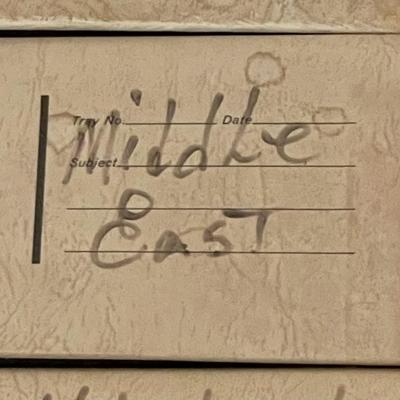 Tray No. Date
Subject
Middle
East